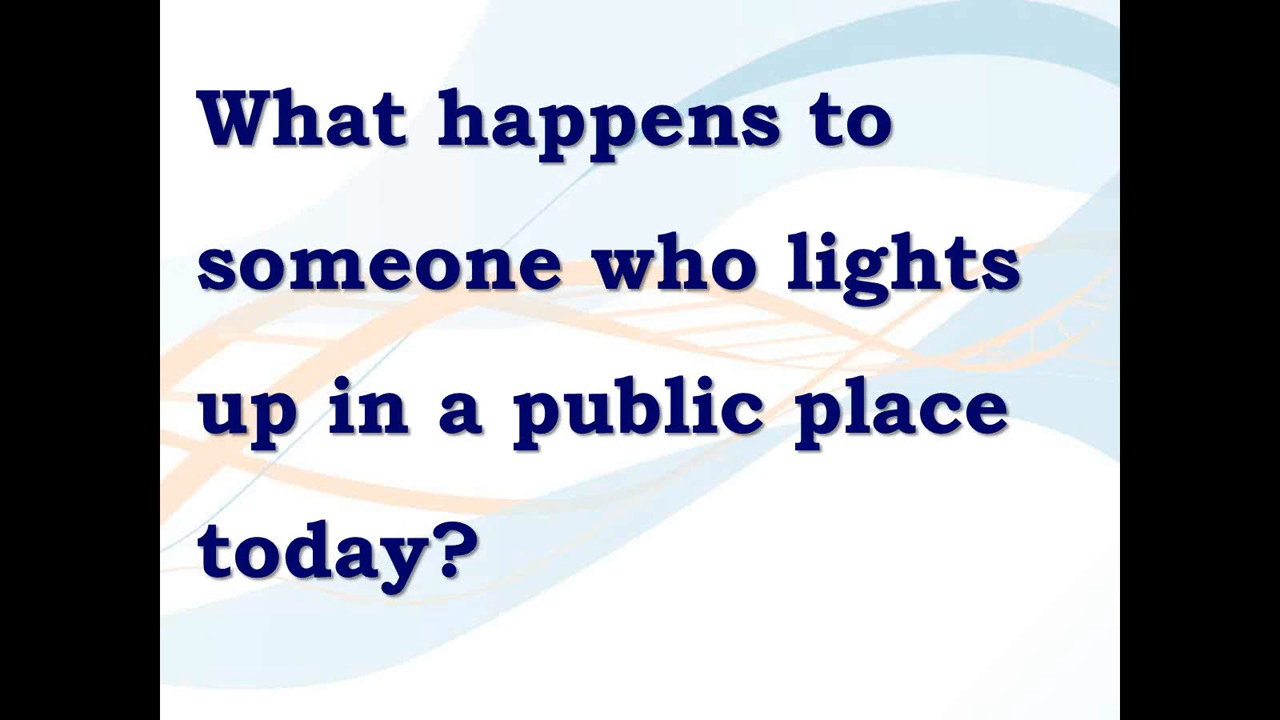 What happens to
someone who lights
up in a public place
today?